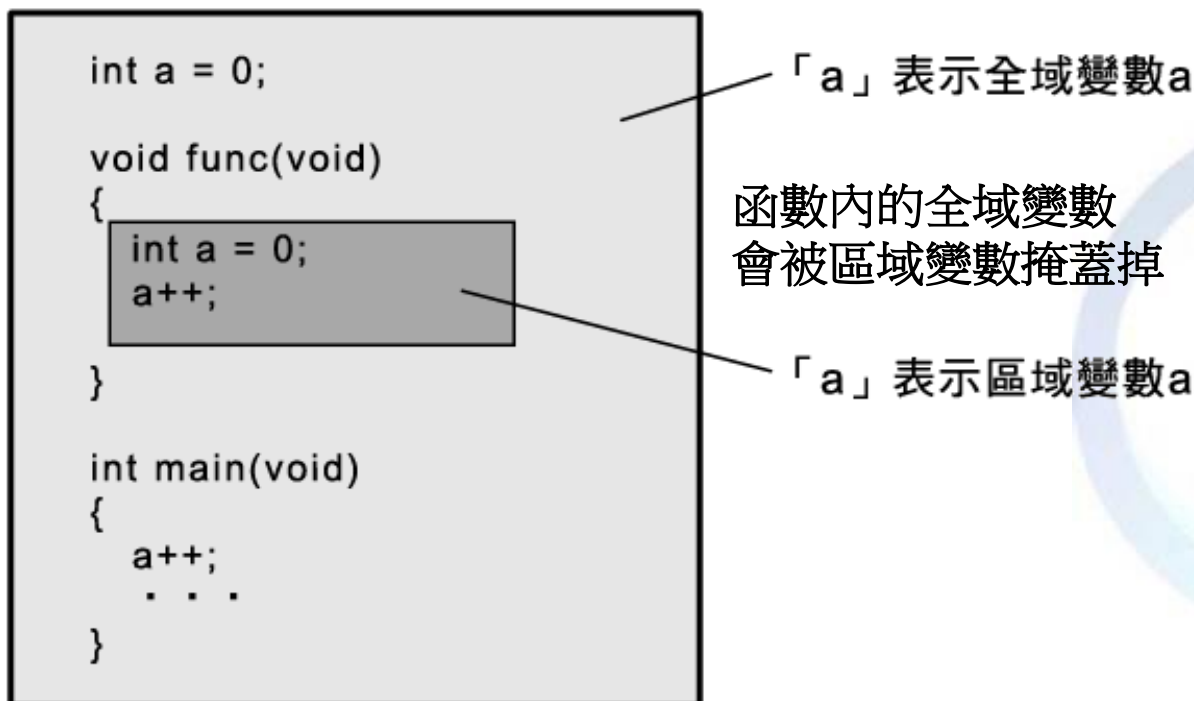 int a = 0;
void func(void)
{
int a = 0;
a++;
}
int main(void)
{
a++;
· · ·
}
「a」表示全域變數a
函數內的全域變數
會被區域變數掩蓋掉
「a」表示區域變數a